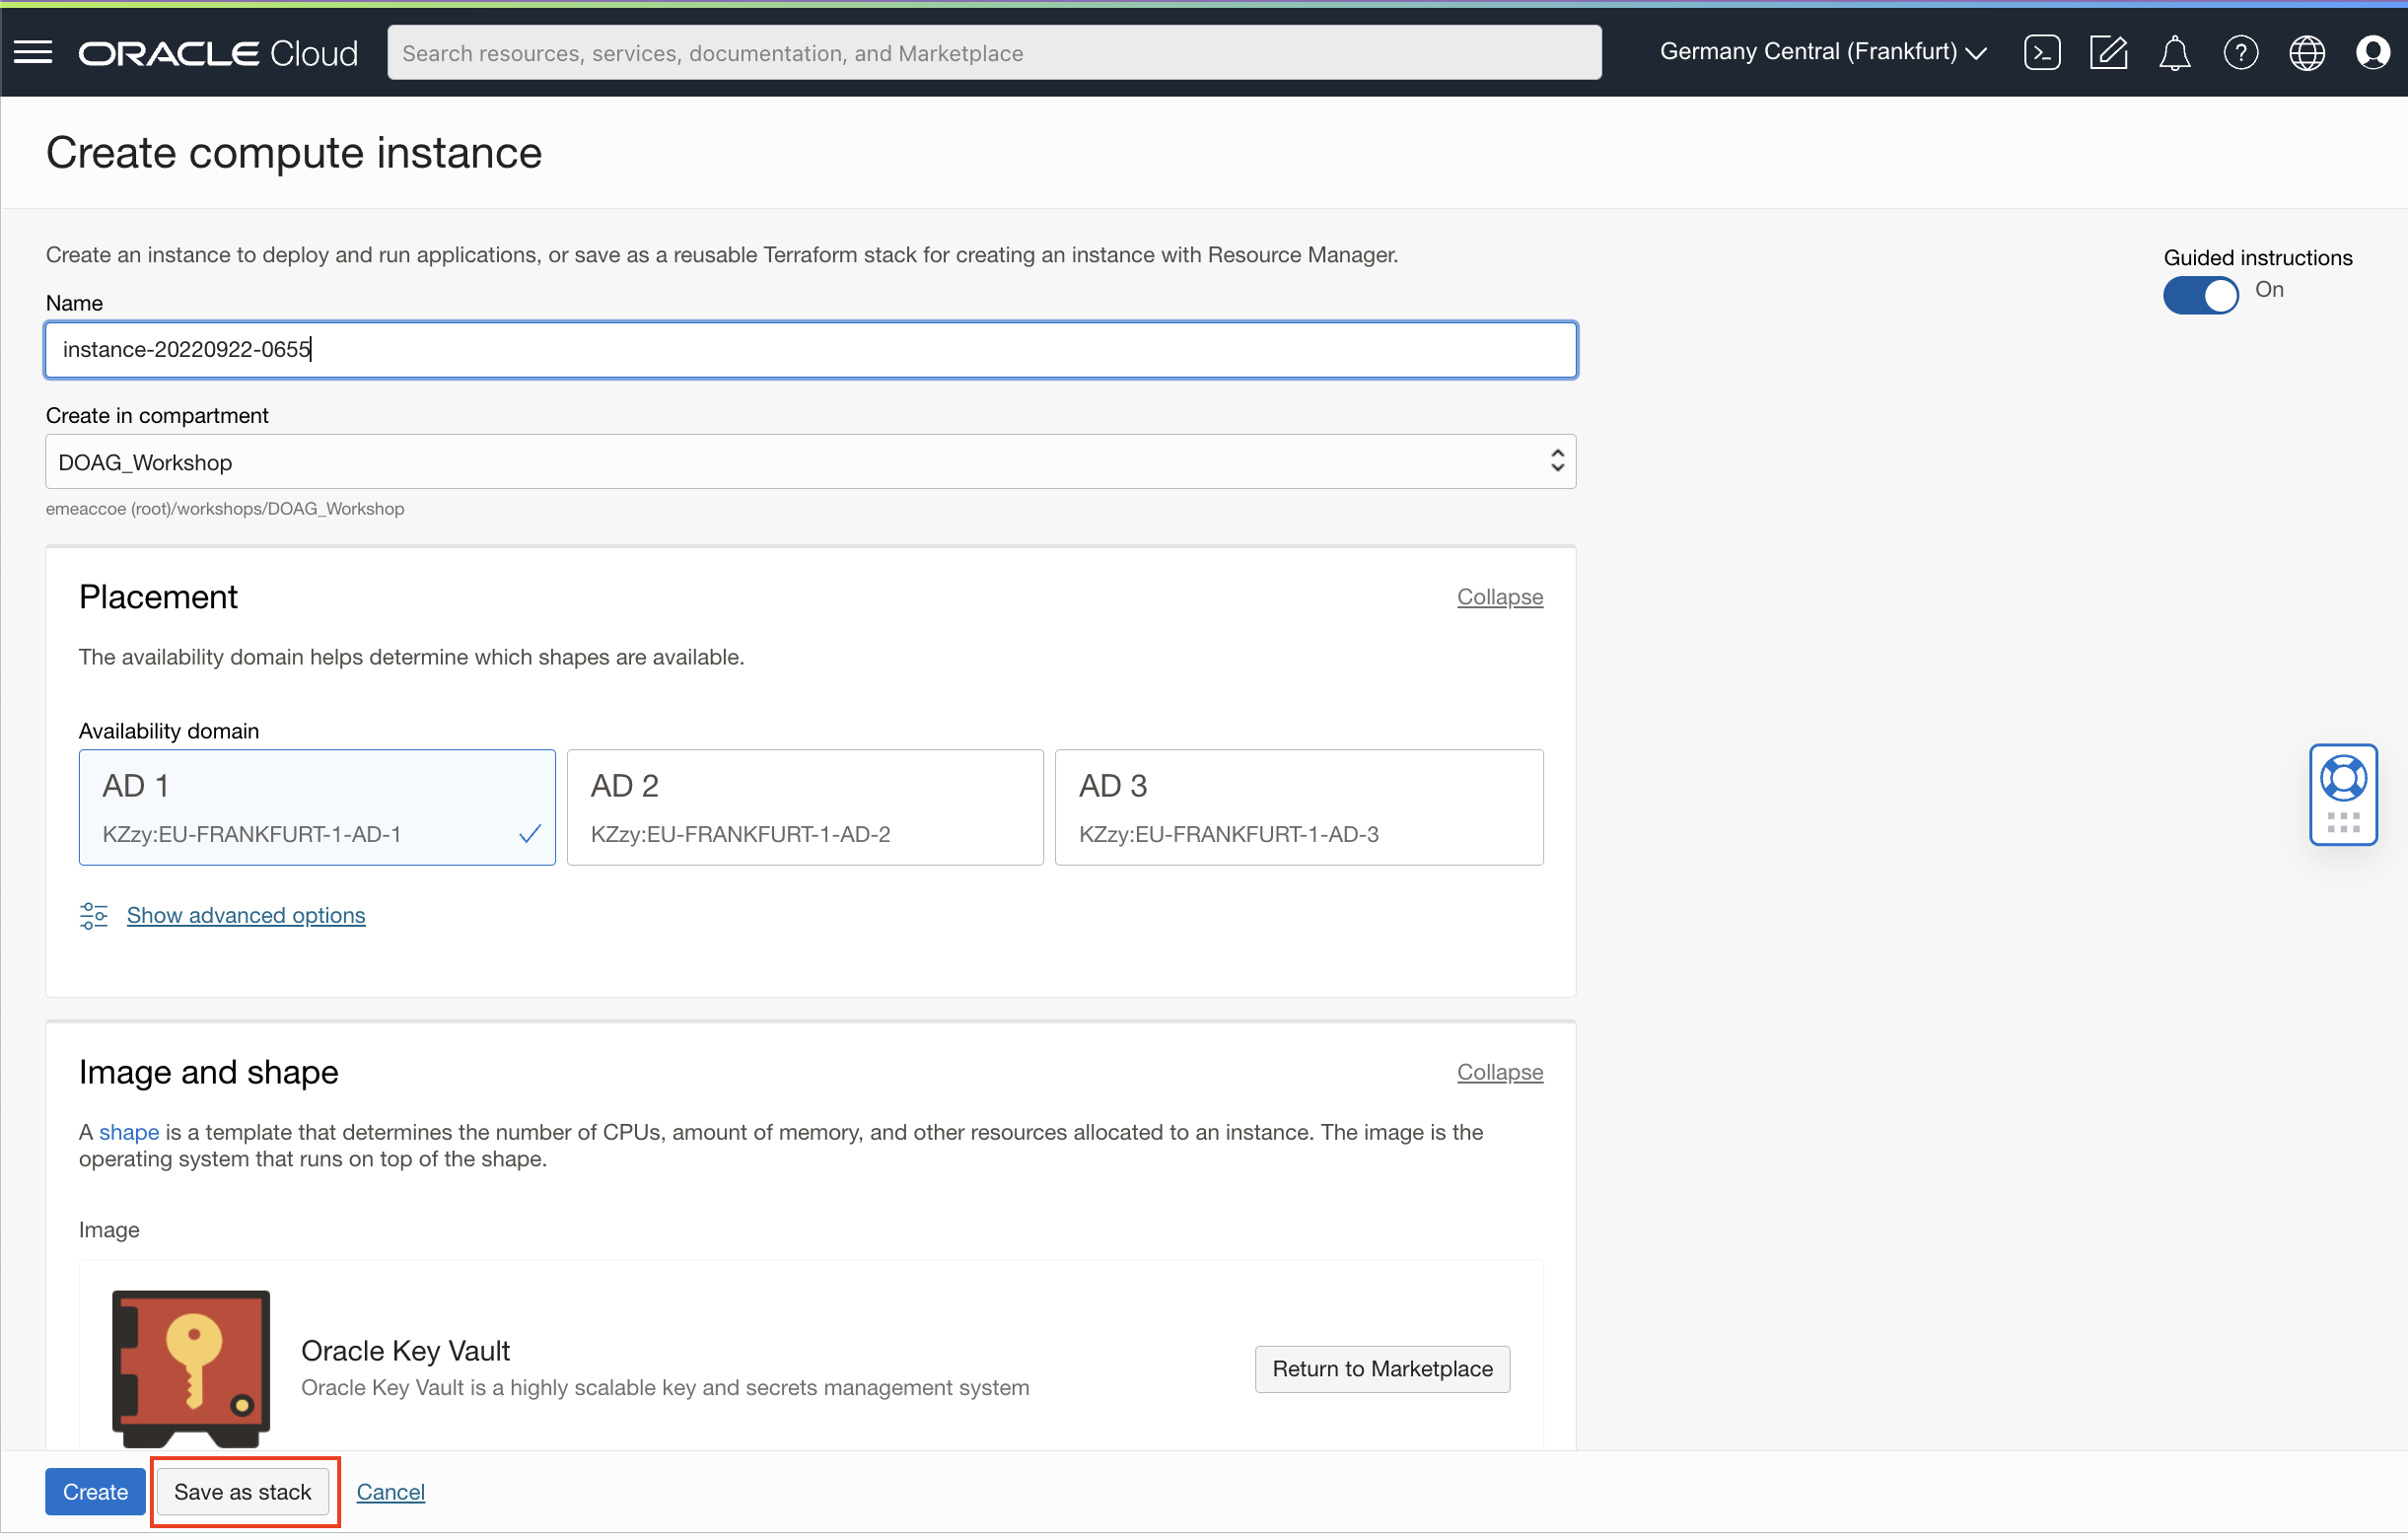 ORACLE Cloud
Search resources, services, documentation, and Marketplace
Germany Central (Frankfurt)
Create compute instance
Create an instance to deploy and run applications, or save as a reusable Terraform stack for creating an instance with Resource Manager.
Guided instructions
On
Name
instance-20220922-0655
Create in compartment
DOAG_Workshop
emeaccoe (root)/workshops/DOAG_Workshop
Placement
Collapse
The availability domain helps determine which shapes are available.
Availability domain
AD 1
KZzy:EU-FRANKFURT-1-AD-1
AD 2
KZzy:EU-FRANKFURT-1-AD-2
AD 3
KZzy:EU-FRANKFURT-1-AD-3
Show advanced options
Image and shape
Collapse
A shape is a template that determines the number of CPUs, amount of memory, and other resources allocated to an instance. The image is the
operating system that runs on top of the shape.
Image
Oracle Key Vault
Oracle Key Vault is a highly scalable key and secrets management system
Return to Marketplace
Create
Save as stack
Cancel